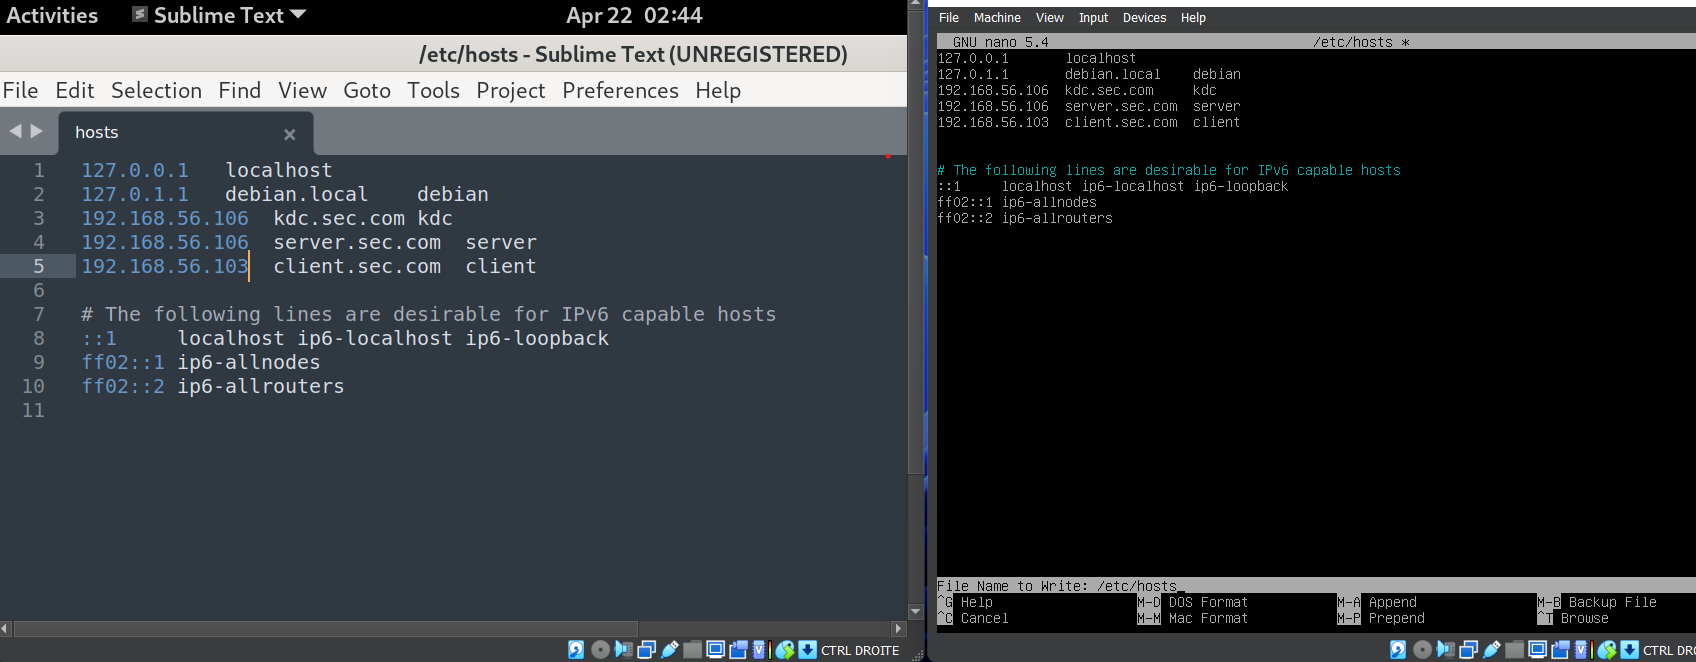 Activities Sublime Text Apr 22 02:44
/etc/hosts - Sublime Text (UNREGISTERED)
File Edit Selection Find View Goto Tools Project Preferences Help
hosts
1 127.0.0.1 localhost
2 127.0.1.1 debian.local debian
3 192.168.56.106 kdc.sec.com kdc
4 192.168.56.106 server.sec.com server
5 192.168.56.103 client.sec.com client
6
7 # The following lines are desirable for IPv6 capable hosts
8 ::1 localhost ip6-localhost ip6-loopback
9 ff02::1 ip6-allnodes
10 ff02::2 ip6-allrouters
11
CTRL DROITE
File Machine View Input Devices Help
GNU nano 5.4 /etc/hosts *
127.0.0.1 localhost
127.0.1.1 debian.local debian
192.168.56.106 kdc.sec.com kdc
192.168.56.106 server.sec.com server
192.168.56.103 client.sec.com client
# The following lines are desirable for IPv6 capable hosts
::1 localhost ip6-localhost ip6-loopback
ff02::1 ip6-allnodes
ff02::2 ip6-allrouters
File Name to Write: /etc/hosts
^G Help M-D DOS Format M-A Append M-B Backup File
^C Cancel M-M Mac Format M-P Prepend ^T Browse
CTRL DRO